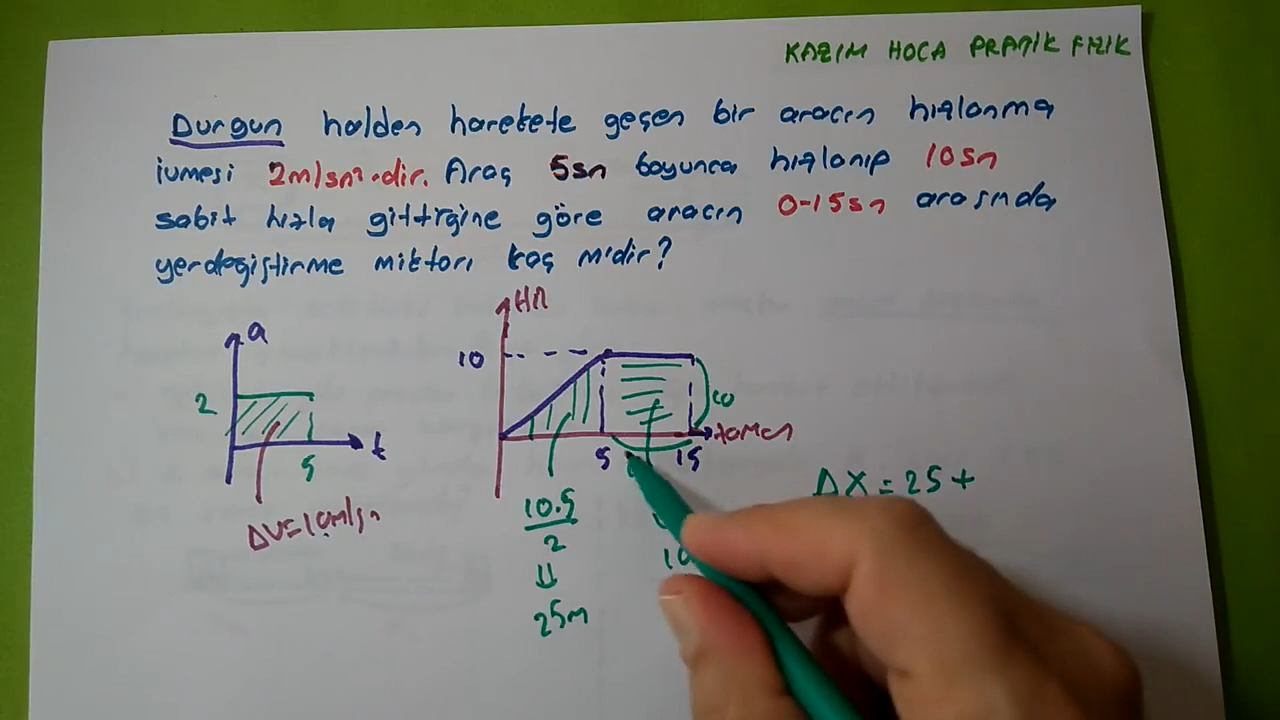 KAZIM HOCA PRATİK FİZİK
Durgun halden harekete geçen bir aracın hızlanma
ivmesi 2m/sn².dir. Araç 5sn boyunca hızlanıp 10sn
sabit hızla gittiğine göre aracın 0-15sn arasında
yerdeğiştirme miktarı kaç m'dir?
a
2
5
t
ΔV=10m/sn
Hız
10
10
5
15
zaman
10.5
2
25m
10
ΔX=25+